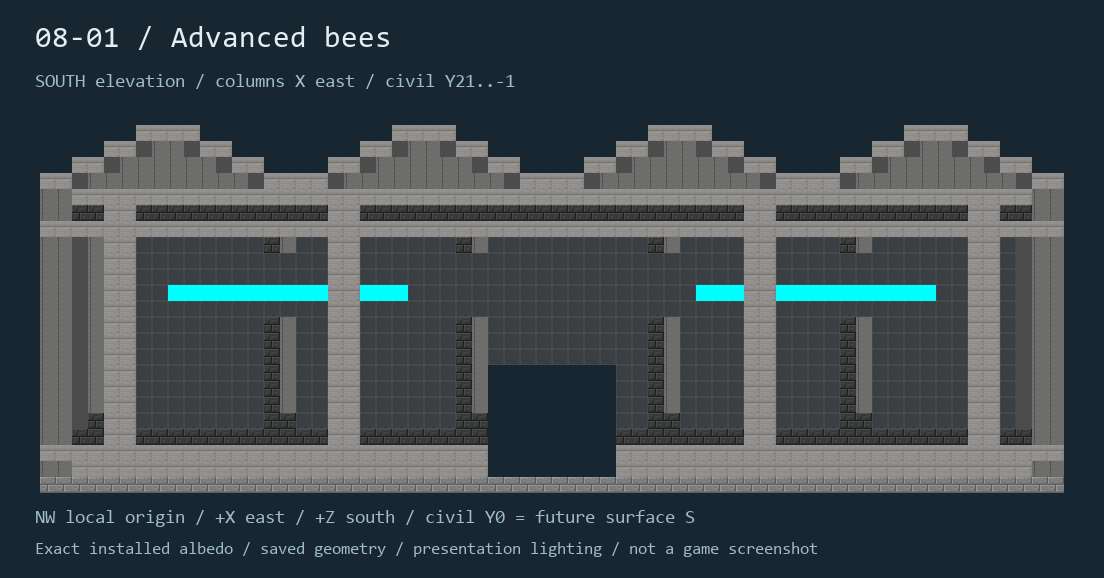 08-01 / Advanced bees
SOUTH elevation / columns X east / civil Y21..-1
NW local origin / +X east / +Z south / civil Y0 = future surface S
Exact installed albedo / saved geometry / presentation lighting / not a game screenshot